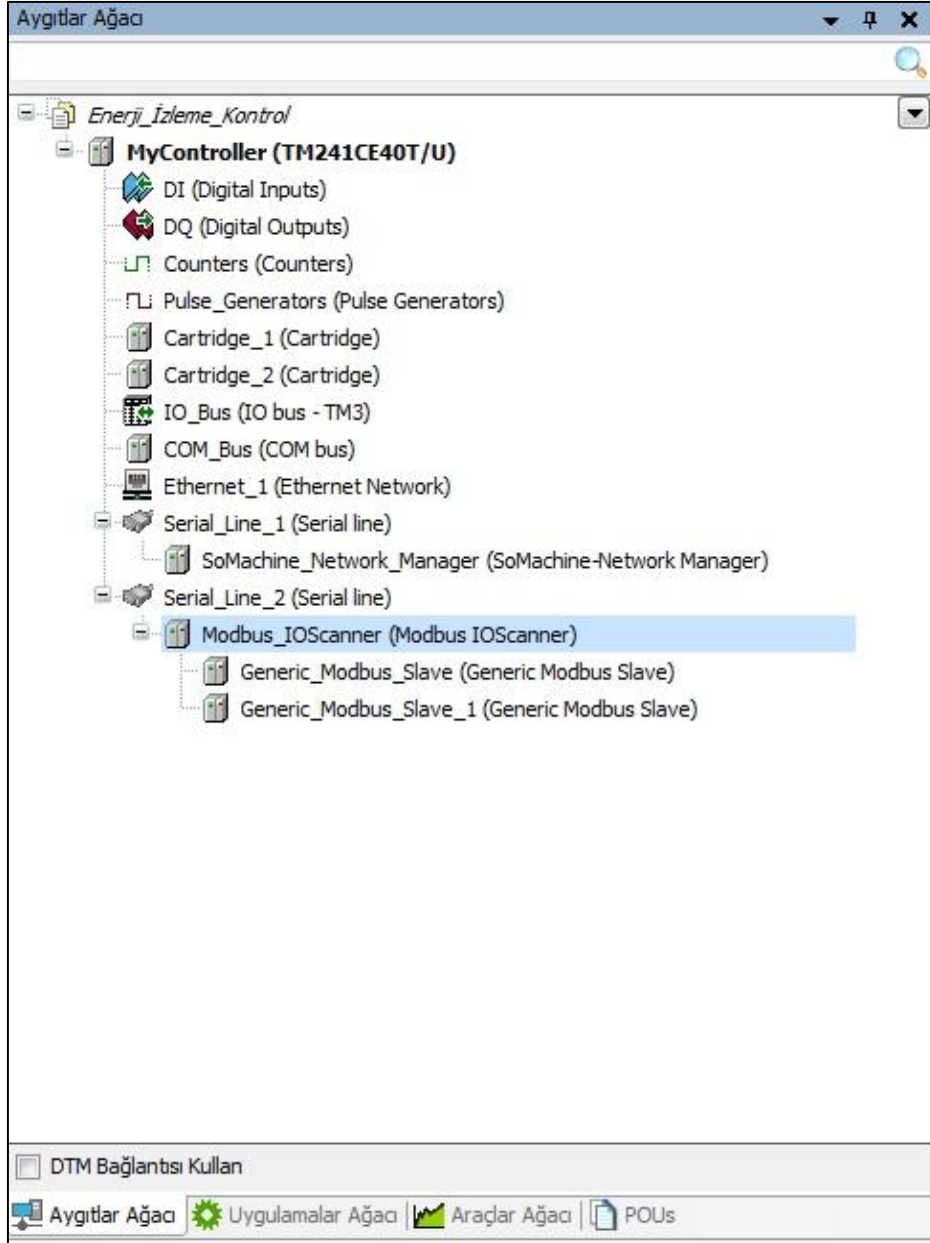 Aygıtlar Ağacı
Enerji_İzleme_Kontrol
MyController (TM241CE40T/U)
DI (Digital Inputs)
DQ (Digital Outputs)
Counters (Counters)
Pulse_Generators (Pulse Generators)
Cartridge_1 (Cartridge)
Cartridge_2 (Cartridge)
IO_Bus (IO bus - TM3)
COM_Bus (COM bus)
Ethernet_1 (Ethernet Network)
Serial_Line_1 (Serial line)
SoMachine_Network_Manager (SoMachine-Network Manager)
Serial_Line_2 (Serial line)
Modbus_IOScanner (Modbus IOScanner)
Generic_Modbus_Slave (Generic Modbus Slave)
Generic_Modbus_Slave_1 (Generic Modbus Slave)
DTM Bağlantısı Kullan
Aygıtlar Ağacı Uygulamalar Ağacı Araçlar Ağacı POUs